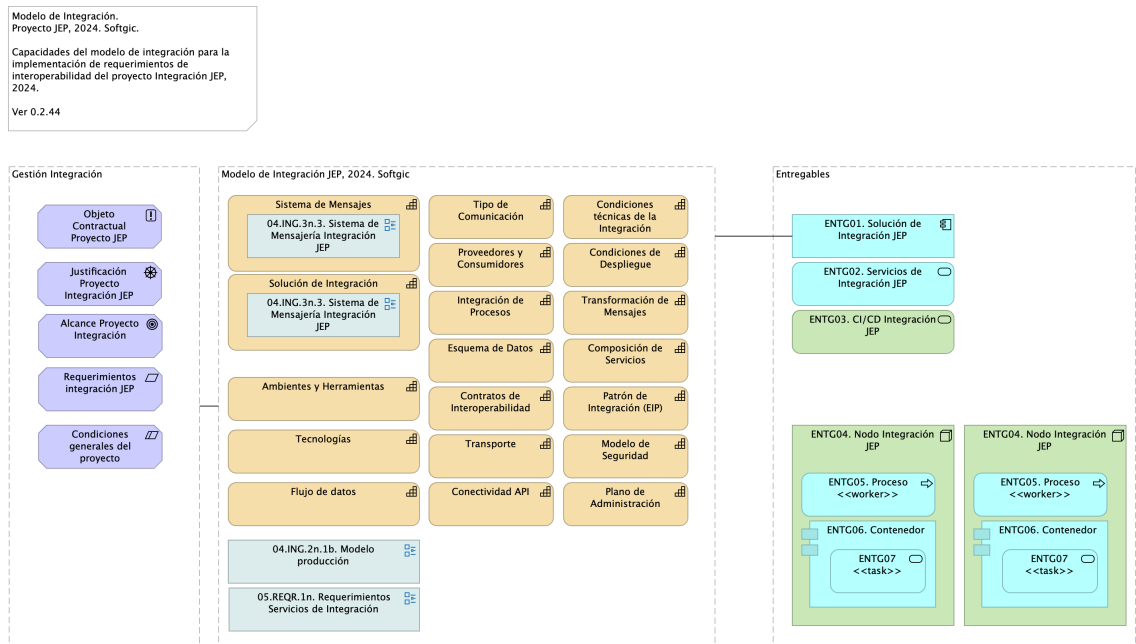 Modelo de Integración.
Proyecto JEP, 2024. Softgic.
Capacidades del modelo de integración para la
implementación de requerimientos de
interoperabilidad del proyecto Integración JEP,
2024.
Ver 0.2.44
Gestión Integración
Objeto
Contractual
Proyecto JEP
Justificación
Proyecto
Integración JEP
Alcance Proyecto
Integración
Requerimientos
integración JEP
Condiciones
generales del
proyecto
Modelo de Integración JEP, 2024. Softgic
Sistema de Mensajes
04.ING.3n.3. Sistema de
Mensajería Integración
JEP
Solución de Integración
04.ING.3n.3. Sistema de
Mensajería Integración
JEP
Ambientes y Herramientas
Tecnologías
Flujo de datos
04.ING.2n.1b. Modelo
producción
05.REQR.1n. Requerimientos
Servicios de Integración
Tipo de
Comunicación
Proveedores y
Consumidores
Integración de
Procesos
Esquema de Datos
Contratos de
Interoperabilidad
Transporte
Conectividad API
Condiciones
técnicas de la
Integración
Condiciones de
Despliegue
Transformación de
Mensajes
Composición de
Servicios
Patrón de
Integración (EIP)
Modelo de
Seguridad
Plano de
Administración
Entregables
ENTG01. Solución de
Integración JEP
ENTG02. Servicios de
Integración JEP
ENTG03. CI/CD Integración
JEP
ENTG04. Nodo Integración
JEP
ENTG05. Proceso
<<worker>>
ENTG06. Contenedor
ENTG07
<<task>>
ENTG04. Nodo Integración
JEP
ENTG05. Proceso
<<worker>>
ENTG06. Contenedor
ENTG07
<<task>>